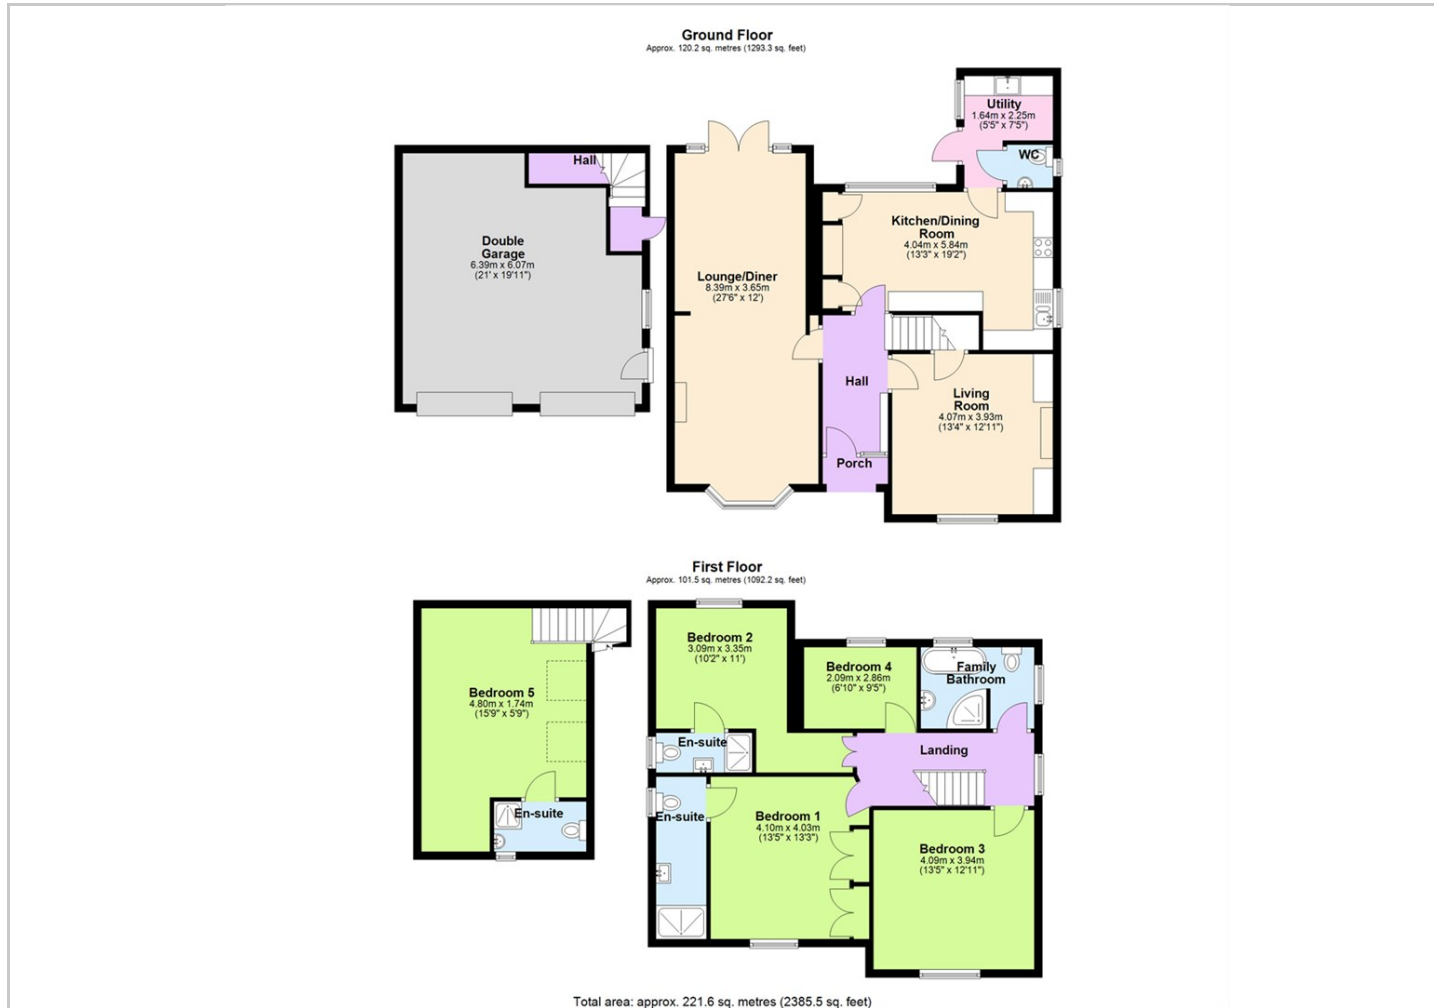 Ground Floor
Approx. 120.2 sq. metres (1293.3 sq. feet)
Utility
1.64m x 2.25m
(5'5" x 7'5")
WC
Hall
Kitchen/Dining
Room
4.04m x 5.84m
(13'3" x 19'2")
Double
Garage
6.39m x 6.07m
(21' x 19'11")
Lounge/Diner
8.39m x 3.65m
(27'6" x 12')
Hall
Living
Room
4.07m x 3.93m
(13'4" x 12'11")
Porch
First Floor
Approx. 101.5 sq. metres (1092.2 sq. feet)
Bedroom 2
3.09m x 3.35m
(10'2" x 11')
Bedroom 4
2.09m x 2.86m
(6'10" x 9'5")
Family
Bathroom
Bedroom 5
4.80m x 1.74m
(15'9" x 5'9")
En-suite
Landing
En-suite
En-suite
Bedroom 1
4.10m x 4.03m
(13'5" x 13'3")
Bedroom 3
4.09m x 3.94m
(13'5" x 12'11")
Total area: approx. 221.6 sq. metres (2385.5 sq. feet)